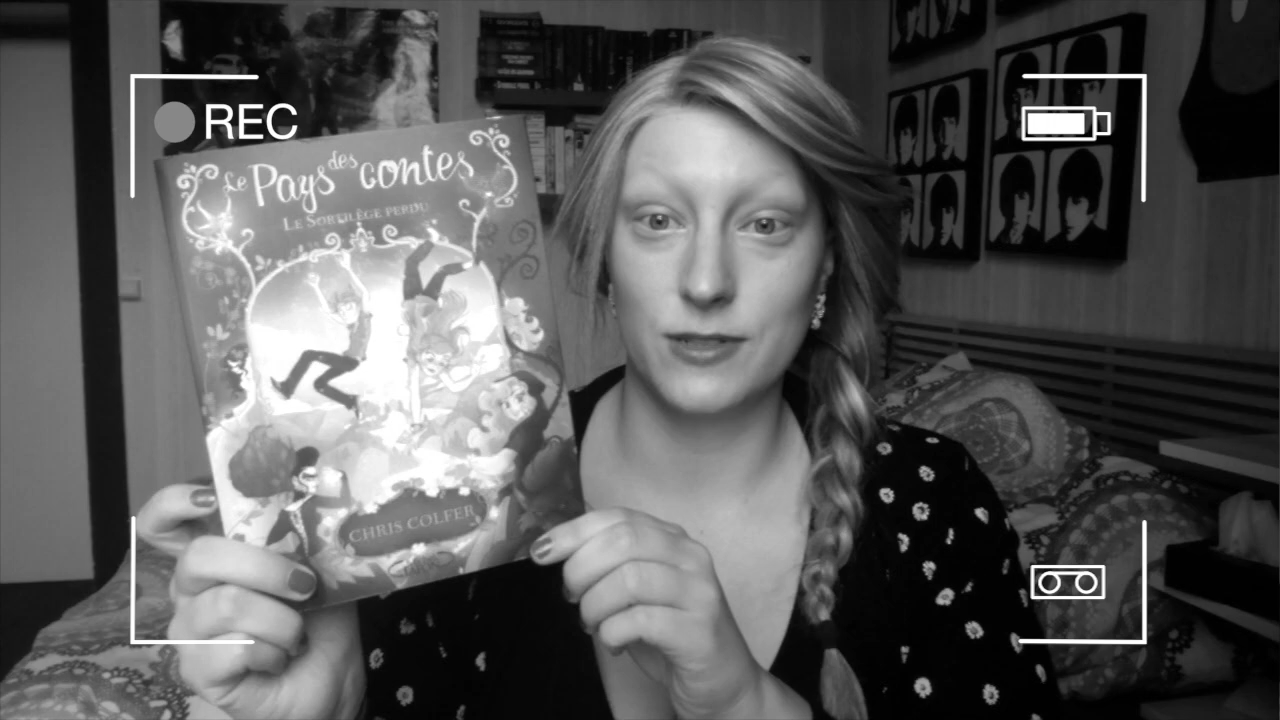 REC
Le Pays des contes
LE SORTILÈGE PERDU
CHRIS COLFER